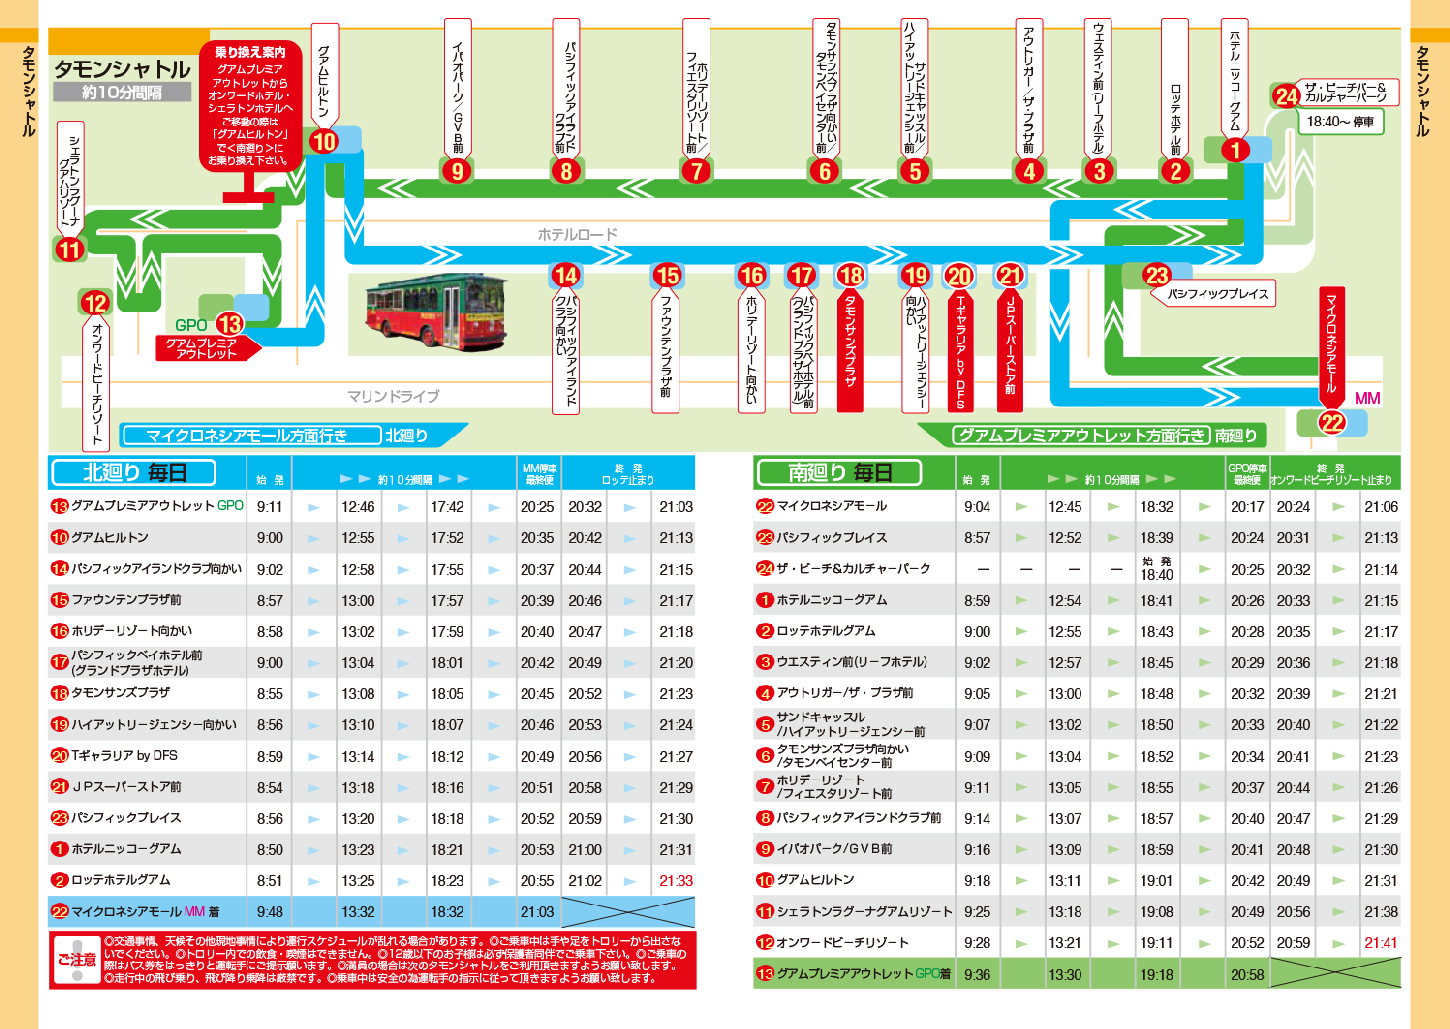 タモンシャトル
タモンシャトル
タモンシャトル
約10分間隔
乗り換え案内
グアムプレミア
アウトレットから
オンワードホテル・
シェラトンホテルへ
ご移動の際は
「グアムヒルトン」
で<南廻り>に
お乗り換え下さい。
グアムヒルトン
10
イパオパーク/GVB前
9
パシフィックアイランド
クラブ前
8
ホリデーリゾート/
フィエスタリゾート前
7
タモンサンズプラザ向かい/
タモンベイセンター前
6
サンドキャッスル/
ハイアットリージェンシー前
5
アウトリガー/ザ・プラザ前
4
ウェスティン前(リーフホテル)
3
ロッテホテル前
2
ホテルニッコーグアム
1
24
ザ・ビーチバー&
カルチャーパーク
18:40〜 停車
シェラトンラグーナ
グアムリゾート
11
12
オンワードビーチリゾート
GPO
13
グアムプレミア
アウトレット
ホテルロード
マリンドライブ
14
パシフィックアイランド
クラブ向かい
15
ファウンテンプラザ前
16
ホリデーリゾート向かい
17
パシフィックベイホテル前
(グランドプラザホテル)
18
タモンサンズプラザ
19
ハイアットリージェンシー
向かい
20
Tギャラリア by DFS
21
JPスーパーストア前
23
パシフィックプレイス
マイクロネシアモール
MM
22
マイクロネシアモール方面行き 北廻り
グアムプレミアアウトレット方面行き 南廻り
北廻り 毎日 始 発 約10分間隔 MM停車 最終便 終 発 ロッテ止まり
13 グアムプレミアアウトレット GPO 9:11 12:46 17:42 20:25 20:32 21:03
10 グアムヒルトン 9:00 12:55 17:52 20:35 20:42 21:13
14 パシフィックアイランドクラブ向かい 9:02 12:58 17:55 20:37 20:44 21:15
15 ファウンテンプラザ前 8:57 13:00 17:57 20:39 20:46 21:17
16 ホリデーリゾート向かい 8:58 13:02 17:59 20:40 20:47 21:18
17 パシフィックベイホテル前 (グランドプラザホテル) 9:00 13:04 18:01 20:42 20:49 21:20
18 タモンサンズプラザ 8:55 13:08 18:05 20:45 20:52 21:23
19 ハイアットリージェンシー向かい 8:56 13:10 18:07 20:46 20:53 21:24
20 Tギャラリア by DFS 8:59 13:14 18:12 20:49 20:56 21:27
21 JPスーパーストア前 8:54 13:18 18:16 20:51 20:58 21:29
23 パシフィックプレイス 8:56 13:20 18:18 20:52 20:59 21:30
1 ホテルニッコーグアム 8:50 13:23 18:21 20:53 21:00 21:31
2 ロッテホテルグアム 8:51 13:25 18:23 20:55 21:02 21:33
22 マイクロネシアモール MM 着 9:48 13:32 18:32 21:03
ご注意
◎交通事情、天候その他現地事情により運行スケジュールが乱れる場合があります。◎ご乗車中は手や足をトロリーから出さな
いでください。◎トロリー内での飲食・喫煙はできません。◎12歳以下のお子様は必ず保護者同伴でご乗車下さい。◎ご乗車の
際はパス券をはっきりと運転手にご提示願います。◎満員の場合は次のタモンシャトルをご利用頂きますようお願い致します。
◎走行中の飛び乗り、飛び降り乗降は厳禁です。◎乗車中は安全の為運転手の指示に従って頂きますようお願い致します。
南廻り 毎日 始 発 約10分間隔 GPO停車 最終便 終 発 オンワードビーチリゾート止まり
22 マイクロネシアモール 9:04 12:45 18:32 20:17 20:24 21:06
23 パシフィックプレイス 8:57 12:52 18:39 20:24 20:31 21:13
24 ザ・ビーチ&カルチャーパーク ー ー ー ー 始 発 18:40 20:25 20:32 21:14
1 ホテルニッコーグアム 8:59 12:54 18:41 20:26 20:33 21:15
2 ロッテホテルグアム 9:00 12:55 18:43 20:28 20:35 21:17
3 ウエスティン前(リーフホテル) 9:02 12:57 18:45 20:29 20:36 21:18
4 アウトリガー/ザ・プラザ前 9:05 13:00 18:48 20:32 20:39 21:21
5 サンドキャッスル /ハイアットリージェンシー前 9:07 13:02 18:50 20:33 20:40 21:22
6 タモンサンズプラザ向かい /タモンベイセンター前 9:09 13:04 18:52 20:34 20:41 21:23
7 ホリデーリゾート /フィエスタリゾート前 9:11 13:05 18:55 20:37 20:44 21:26
8 パシフィックアイランドクラブ前 9:14 13:07 18:57 20:40 20:47 21:29
9 イパオパーク/GVB前 9:16 13:09 18:59 20:41 20:48 21:30
10 グアムヒルトン 9:18 13:11 19:01 20:42 20:49 21:31
11 シェラトンラグーナグアムリゾート 9:25 13:18 19:08 20:49 20:56 21:38
12 オンワードビーチリゾート 9:28 13:21 19:11 20:52 20:59 21:41
13 グアムプレミアアウトレット GPO着 9:36 13:30 19:18 20:58